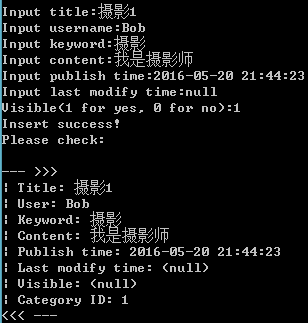 Input title:摄影1
Input username:Bob
Input keyword:摄影
Input content:我是摄影师
Input publish time:2016-05-20 21:44:23
Input last modify time:null
Visible(1 for yes, 0 for no):1
Insert success!
Please check:
--- >>>
¦ Title: 摄影1
¦ User: Bob
¦ Keyword: 摄影
¦ Content: 我是摄影师
¦ Publish time: 2016-05-20 21:44:23
¦ Last modify time: (null)
¦ Visible: (null)
¦ Category ID: 1
<<< ---